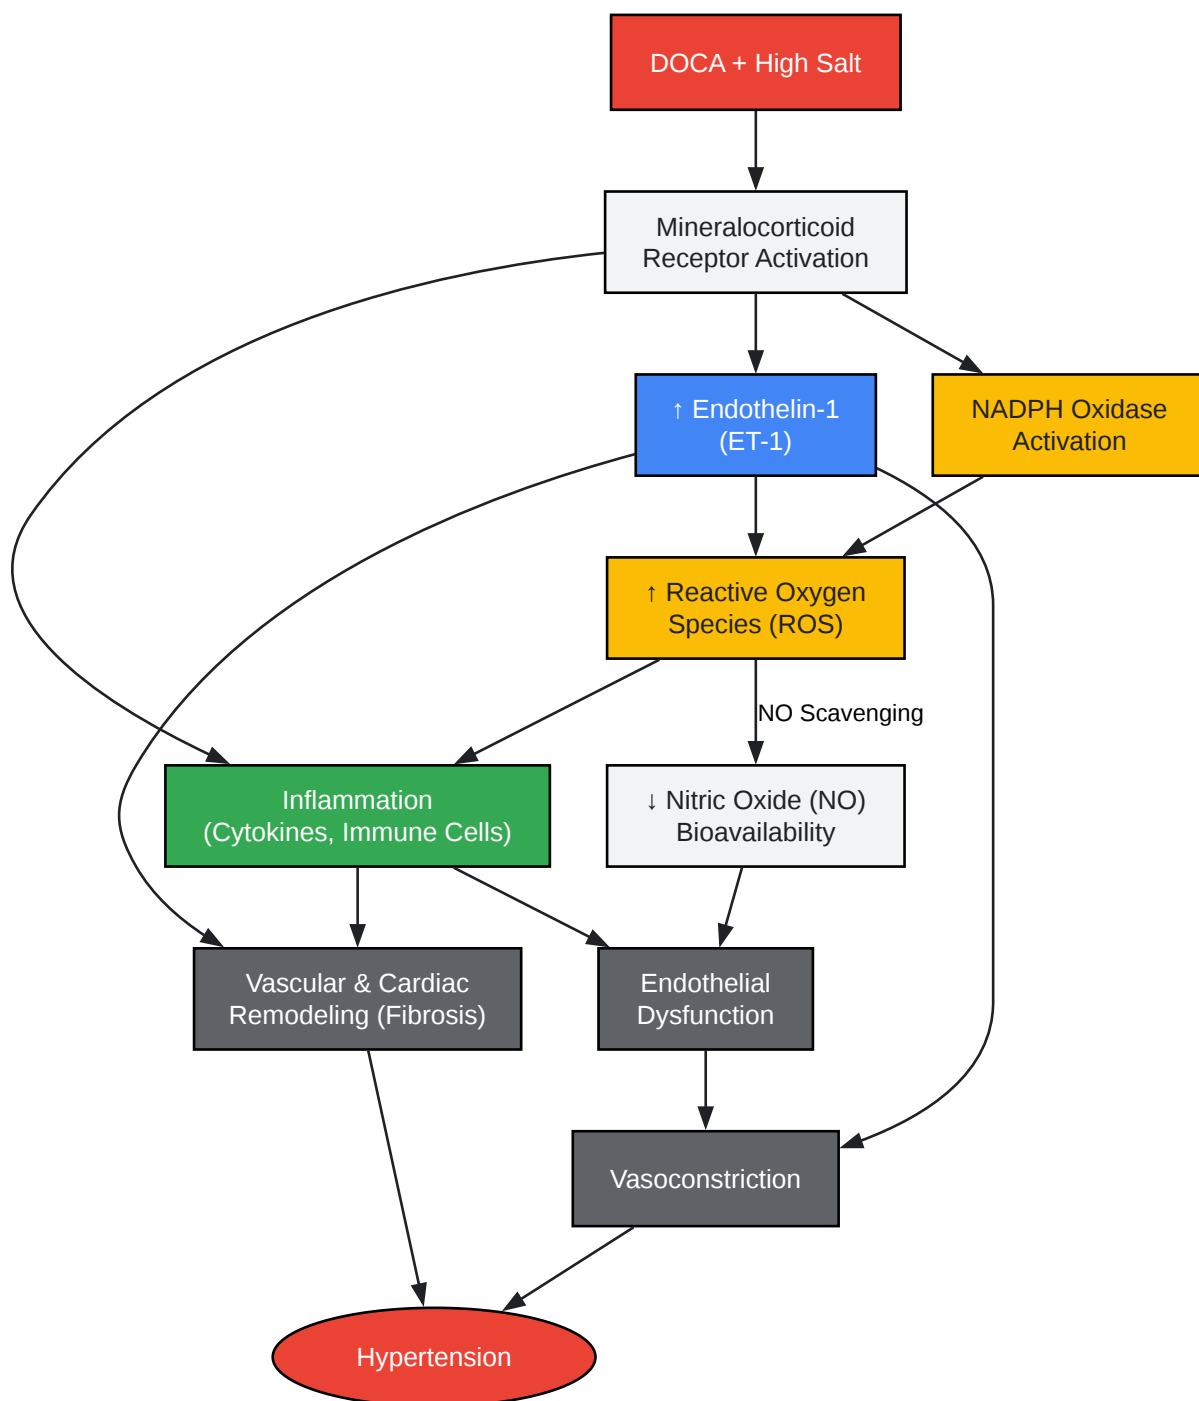 DOCA + High Salt
Mineralocorticoid
Receptor Activation
↑ Endothelin-1
(ET-1)
NADPH Oxidase
Activation
↑ Reactive Oxygen
Species (ROS)
NO Scavenging
Inflammation
(Cytokines, Immune Cells)
↓ Nitric Oxide (NO)
Bioavailability
Vascular & Cardiac
Remodeling (Fibrosis)
Endothelial
Dysfunction
Vasoconstriction
Hypertension